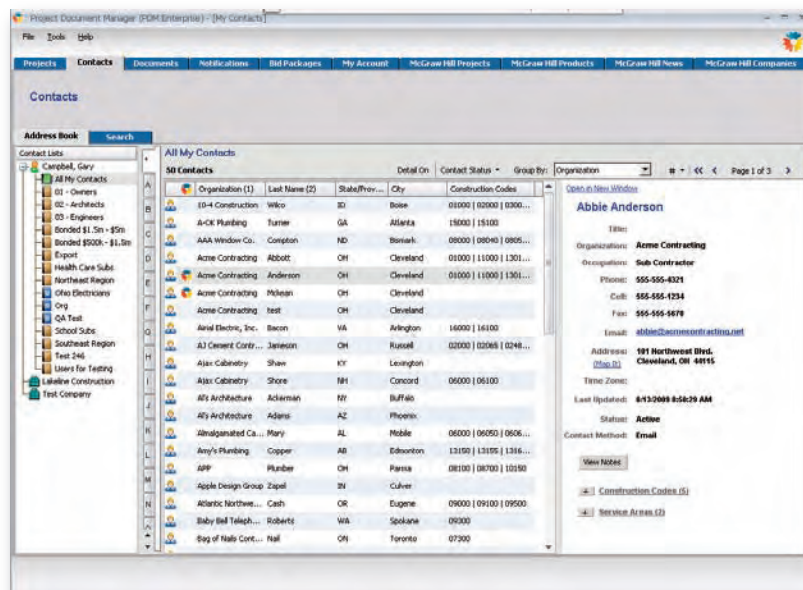 Project Document Manager (PDM Enterprise) - [My Contacts]
File Tools Help
Projects Contacts Documents Notifications Bid Packages My Account McGraw Hill Projects McGraw Hill Products McGraw Hill News McGraw Hill Companies
Contacts
Address Book Search
Contact Lists
Campbell, Gary
All My Contacts
01 - Owners
02 - Architects
03 - Engineers
Bonded $1.5m - $5m
Bonded $500k - $1.5m
Export
Health Care Subs
Northeast Region
Ohio Electricians
Org
QA Test
School Subs
Southeast Region
Test 246
Users for Testing
Lakeline Construction
Test Company
A
B
C
D
E
F
G
H
I
J
K
L
M
N
All My Contacts
50 Contacts Detail On Contact Status Group By: Organization # << < Page 1 of 3 >
Organization (1) Last Name (2) State/Prov... City Construction Codes
10-4 Construction Wilco ID Boise 01000 | 02000 | 0300...
A-OK Plumbing Turner GA Atlanta 15000 | 15100
AAA Window Co. Compton ND Bismark 08000 | 08040 | 0805...
Acme Contracting Abbott OH Cleveland 01000 | 11000 | 1301...
Acme Contracting Anderson OH Cleveland 01000 | 11000 | 1301...
Acme Contracting Mclean OH Cleveland
Acme Contracting test OH Cleveland
Airial Electric, Inc. Bacon VA Arlington 16000 | 16100
AJ Cement Contr... Jameson OH Russell 02000 | 02065 | 0248...
Ajax Cabinetry Shaw KY Lexington
Ajax Cabinetry Shore NH Concord 06000 | 06100
Al's Architecture Ackerman NY Buffalo
Al's Architecture Adams AZ Phoenix
Almalgamated Ca... Mary AL Mobile 06000 | 06050 | 0606...
Amy's Plumbing Copper AB Edmonton 13150 | 13155 | 1316...
APP Plumber OH Parma 08100 | 08700 | 10150
Apple Design Group Zapel IN Culver
Atlantic Northwe... Cash OR Eugene 09000 | 09100 | 09500
Baby Bell Teleph... Roberts WA Spokane 09300
Bag of Nails Cont... Nail ON Toronto 07300
Open in New Window
Abbie Anderson
Title:
Organization: Acme Contracting
Occupation: Sub Contractor
Phone: 555-555-4321
Cell: 555-555-1234
Fax: 555-555-5678
Email: abbie@acmecontracting.net
Address: 101 Northwest Blvd.
(Map It) Cleveland, OH 44115
Time Zone:
Last Updated: 8/13/2009 8:58:29 AM
Status: Active
Contact Method: Email
View Notes
+ Construction Codes (5)
+ Service Areas (2)